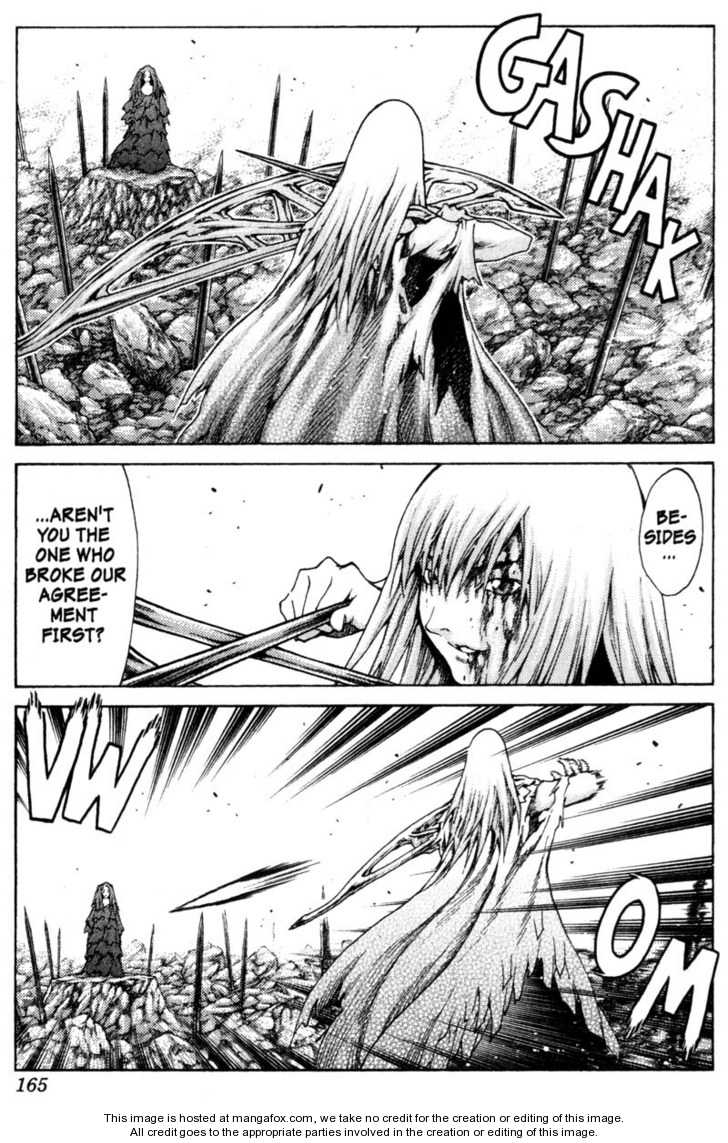 GASHAK
BE-
SIDES
...
...AREN'T
YOU THE
ONE WHO
BROKE OUR
AGREE-
MENT
FIRST?
VW
OM
165
This image is hosted at mangafox.com, we take no credit for the creation or editing of this image.
All credit goes to the appropriate parties involved in the creation or editing of this image.